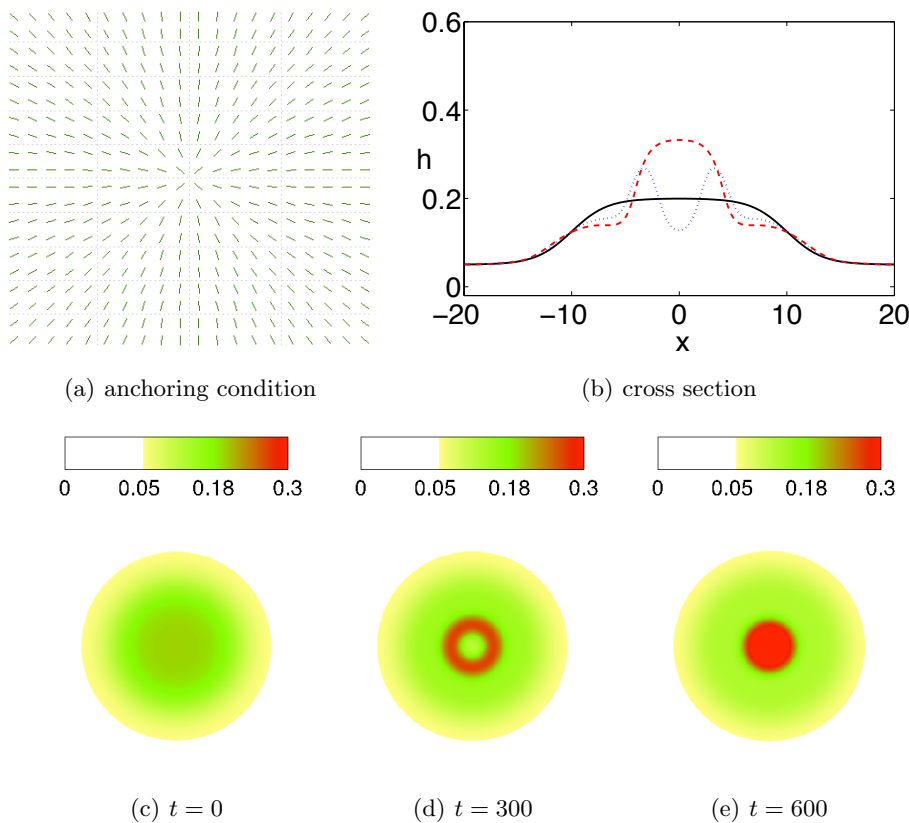 0.6
0.4
h
0.2
0
−20 −10 0 10 20
x
(a) anchoring condition
(b) cross section
0 0.05 0.18 0.3
0 0.05 0.18 0.3
0 0.05 0.18 0.3
(c) t = 0
(d) t = 300
(e) t = 600